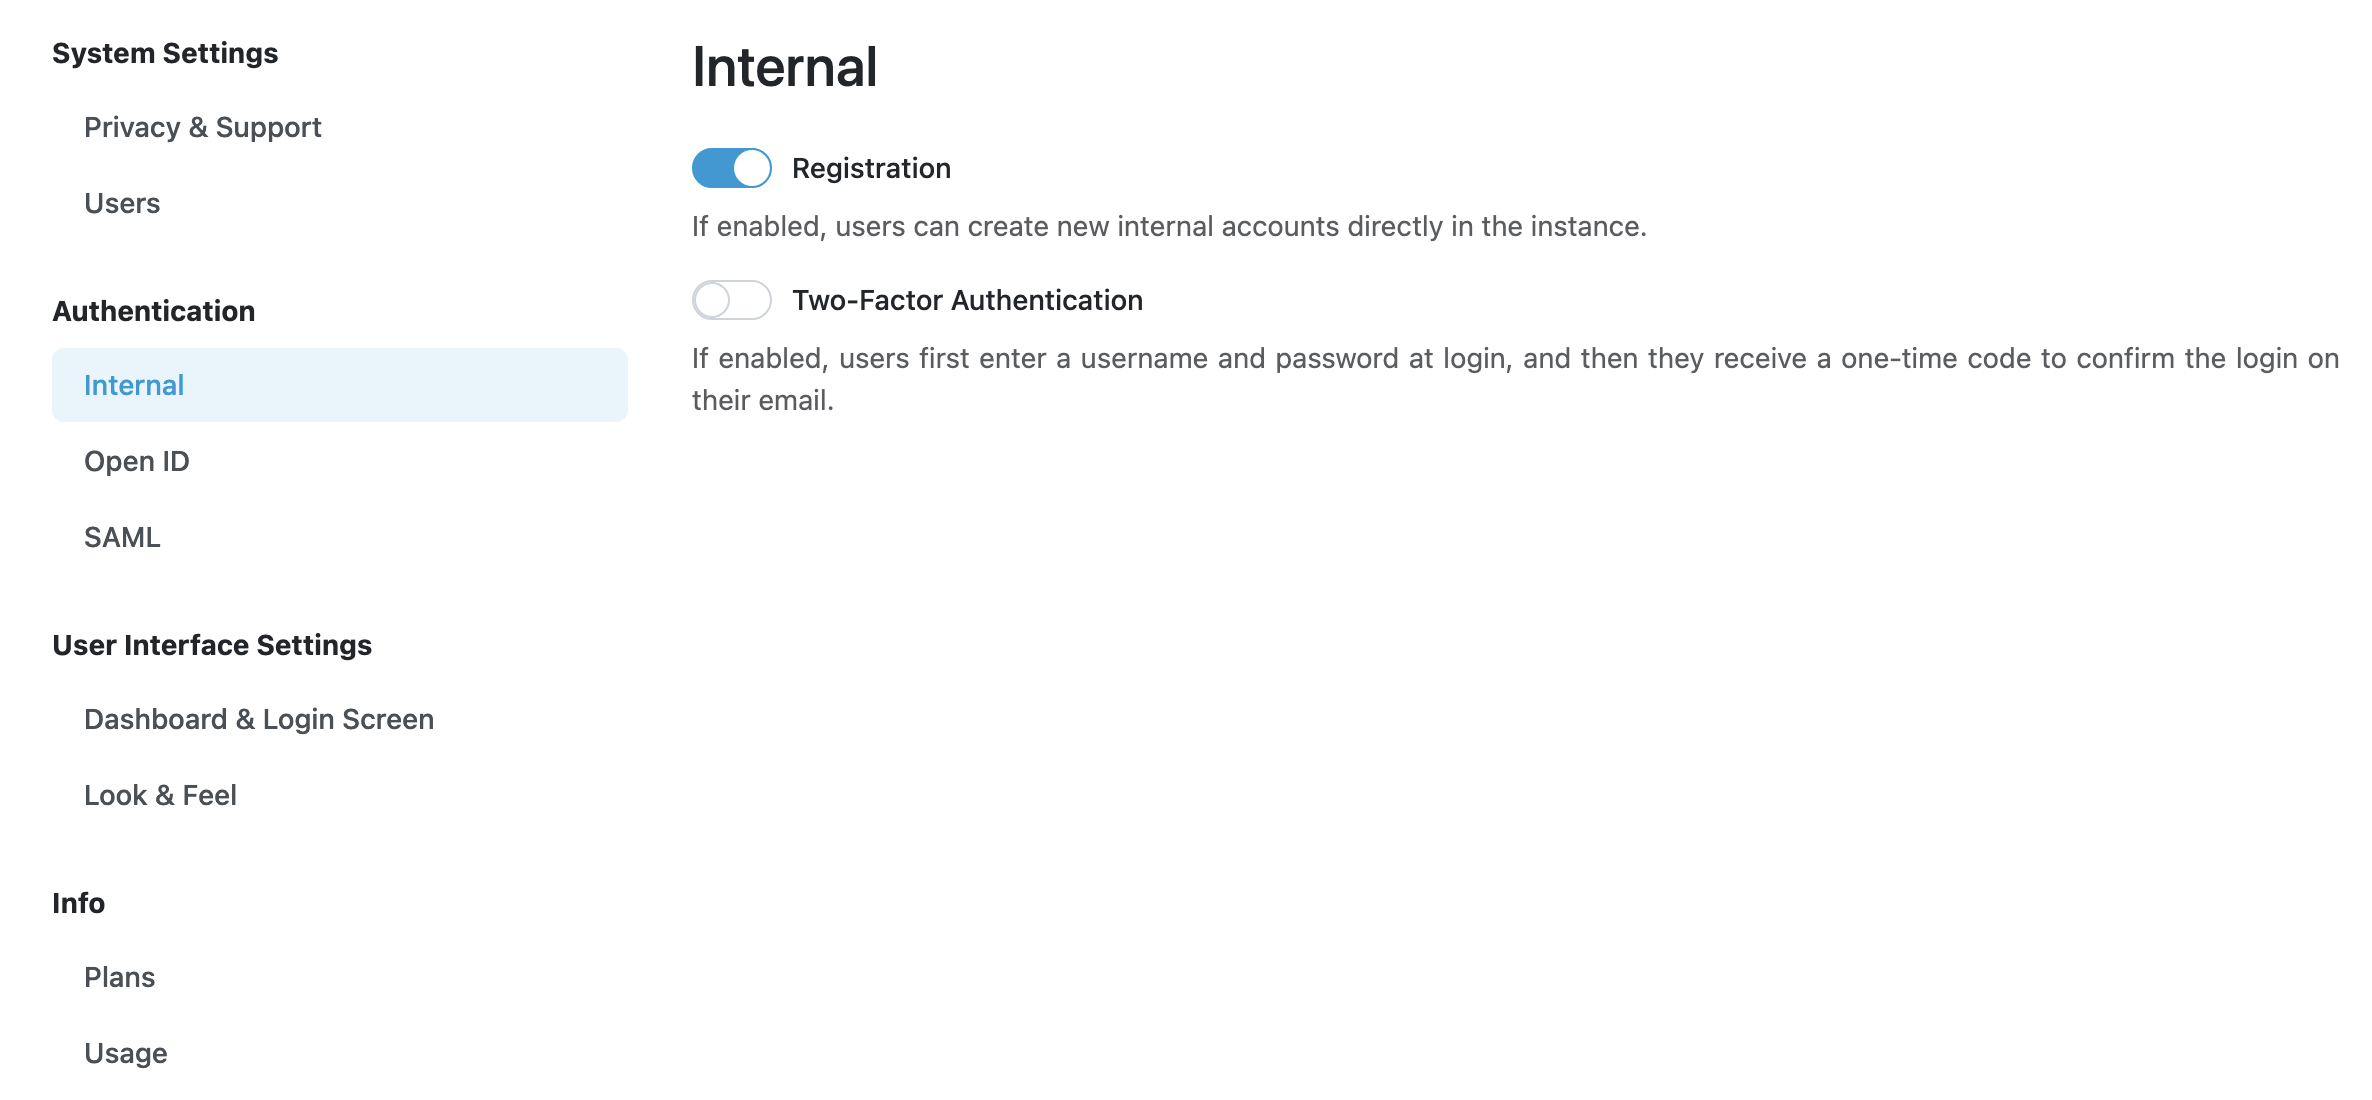 System Settings
Privacy & Support
Users
Authentication
Internal
Open ID
SAML
User Interface Settings
Dashboard & Login Screen
Look & Feel
Info
Plans
Usage
Internal
Registration
If enabled, users can create new internal accounts directly in the instance.
Two-Factor Authentication
If enabled, users first enter a username and password at login, and then they receive a one-time code to confirm the login on
their email.